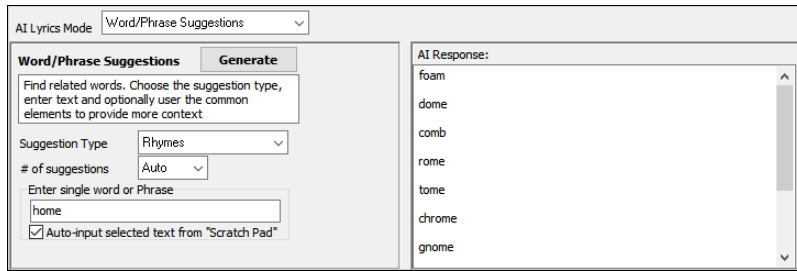 AI Lyrics Mode Word/Phrase Suggestions
Word/Phrase Suggestions Generate
Find related words. Choose the suggestion type,
enter text and optionally user the common
elements to provide more context
Suggestion Type Rhymes
# of suggestions Auto
Enter single word or Phrase
home
Auto-input selected text from "Scratch Pad"
AI Response:
foam
dome
comb
rome
tome
chrome
gnome